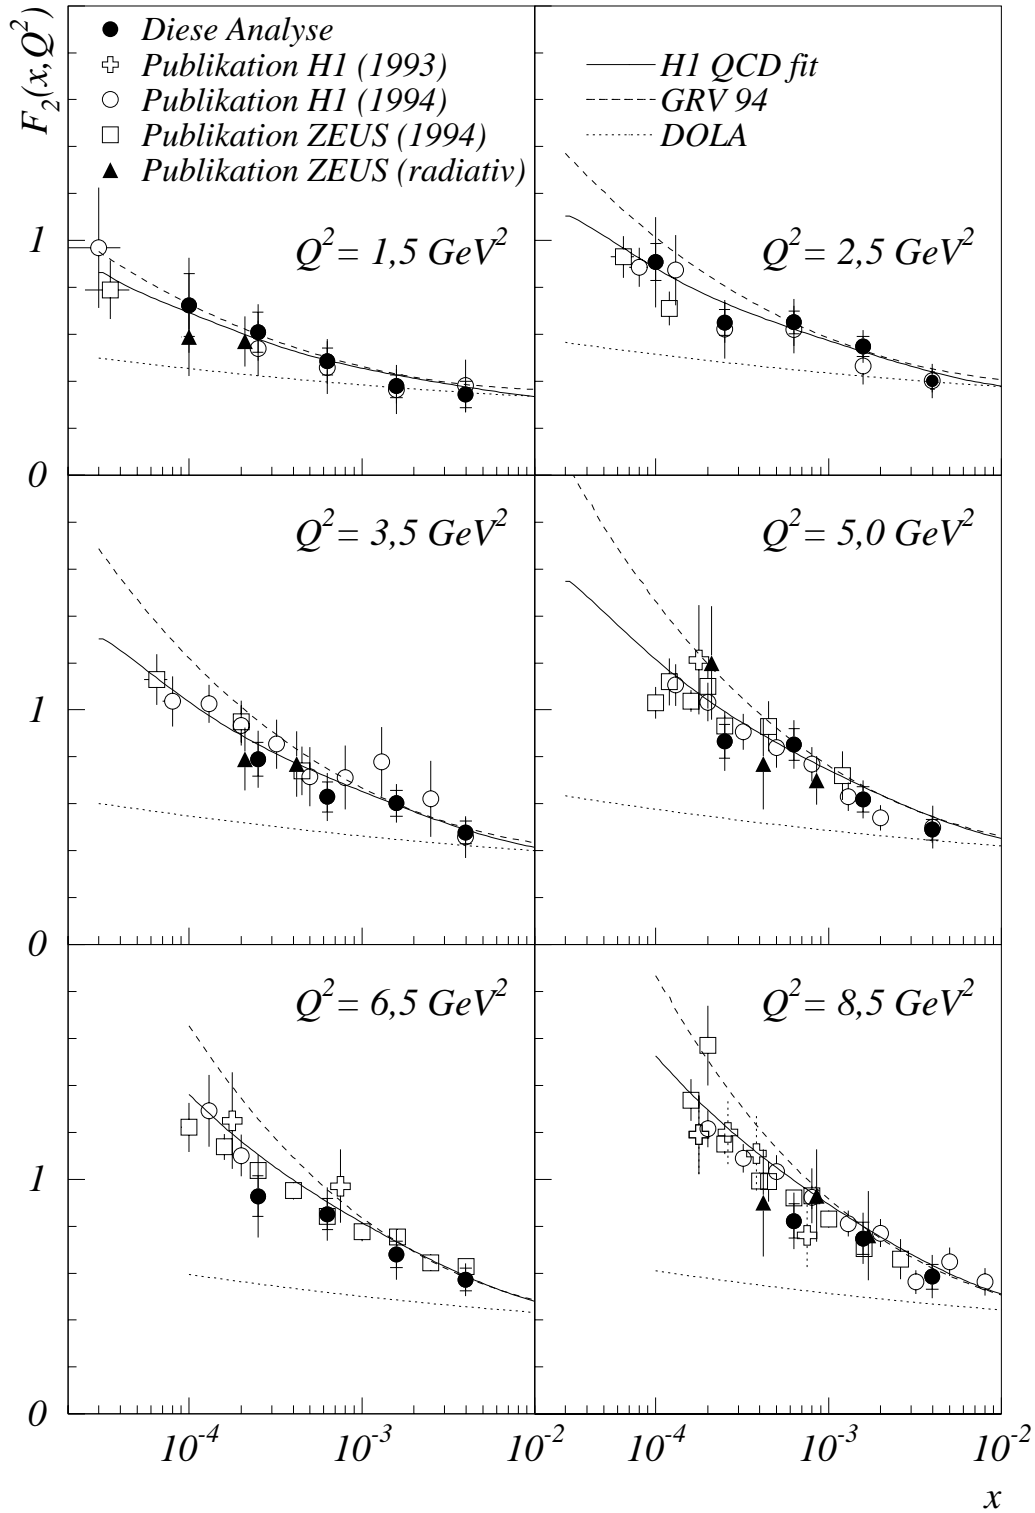 F₂(x,Q²)
Diese Analyse
Publikation H1 (1993)
Publikation H1 (1994)
Publikation ZEUS (1994)
Publikation ZEUS (radiativ)
H1 QCD fit
GRV 94
DOLA
1
Q² = 1,5 GeV²
Q² = 2,5 GeV²
0
Q² = 3,5 GeV²
Q² = 5,0 GeV²
1
0
Q² = 6,5 GeV²
Q² = 8,5 GeV²
1
0
10⁻⁴ 10⁻³ 10⁻² 10⁻⁴ 10⁻³ 10⁻²
x